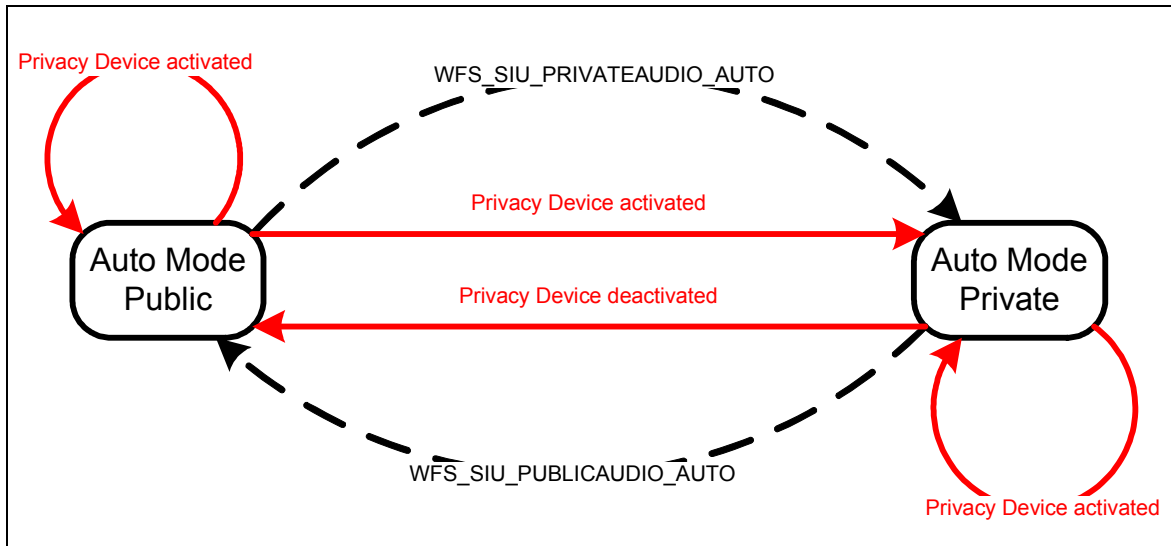 Privacy Device activated
WFS_SIU_PRIVATEAUDIO_AUTO
Privacy Device activated
Auto Mode
Public
Auto Mode
Private
Privacy Device deactivated
WFS_SIU_PUBLICAUDIO_AUTO
Privacy Device activated